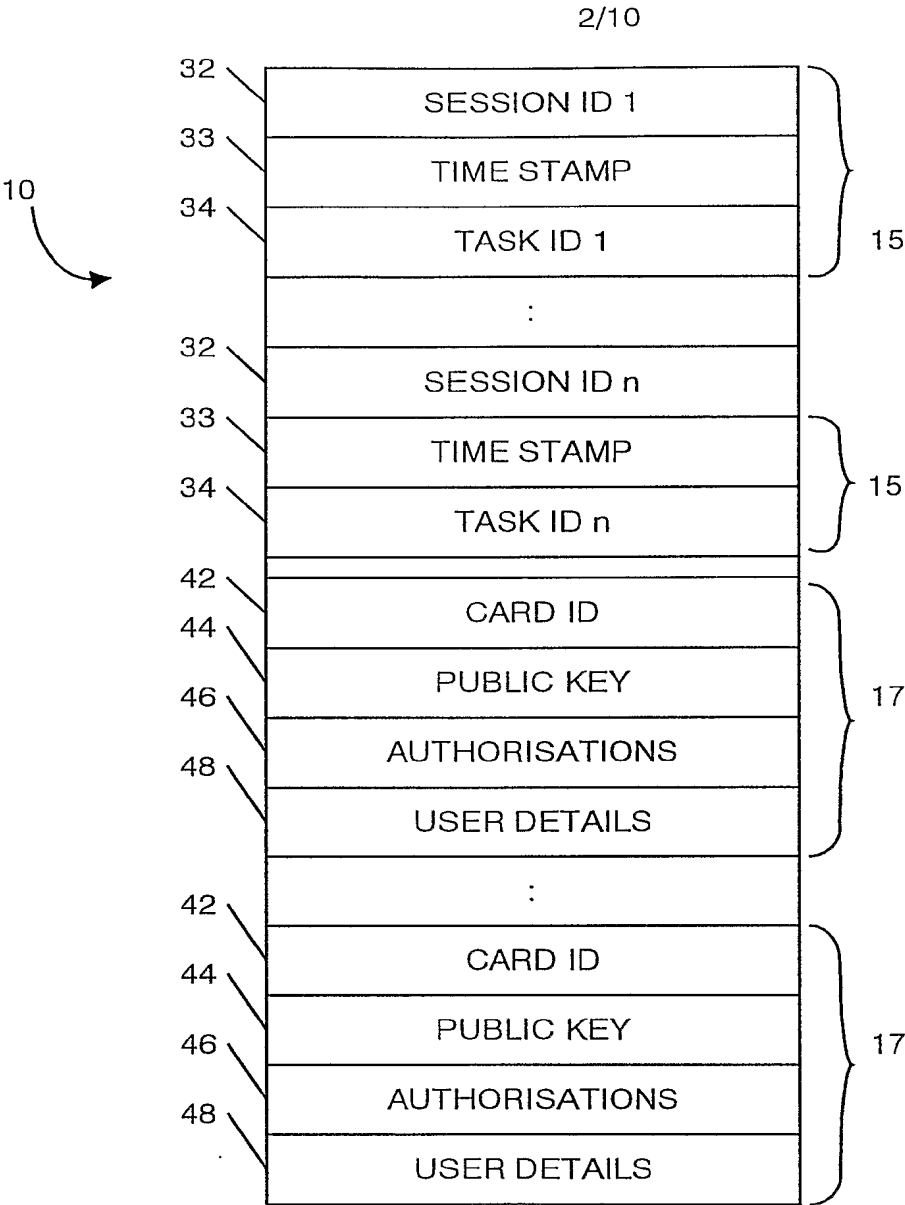 2/10
32 SESSION ID 1
33 TIME STAMP
10
34 TASK ID 1 15
:
32 SESSION ID n
33 TIME STAMP
34 TASK ID n 15
42 CARD ID
44 PUBLIC KEY 17
46 AUTHORISATIONS
48 USER DETAILS
:
42 CARD ID
44 PUBLIC KEY 17
46 AUTHORISATIONS
48 USER DETAILS